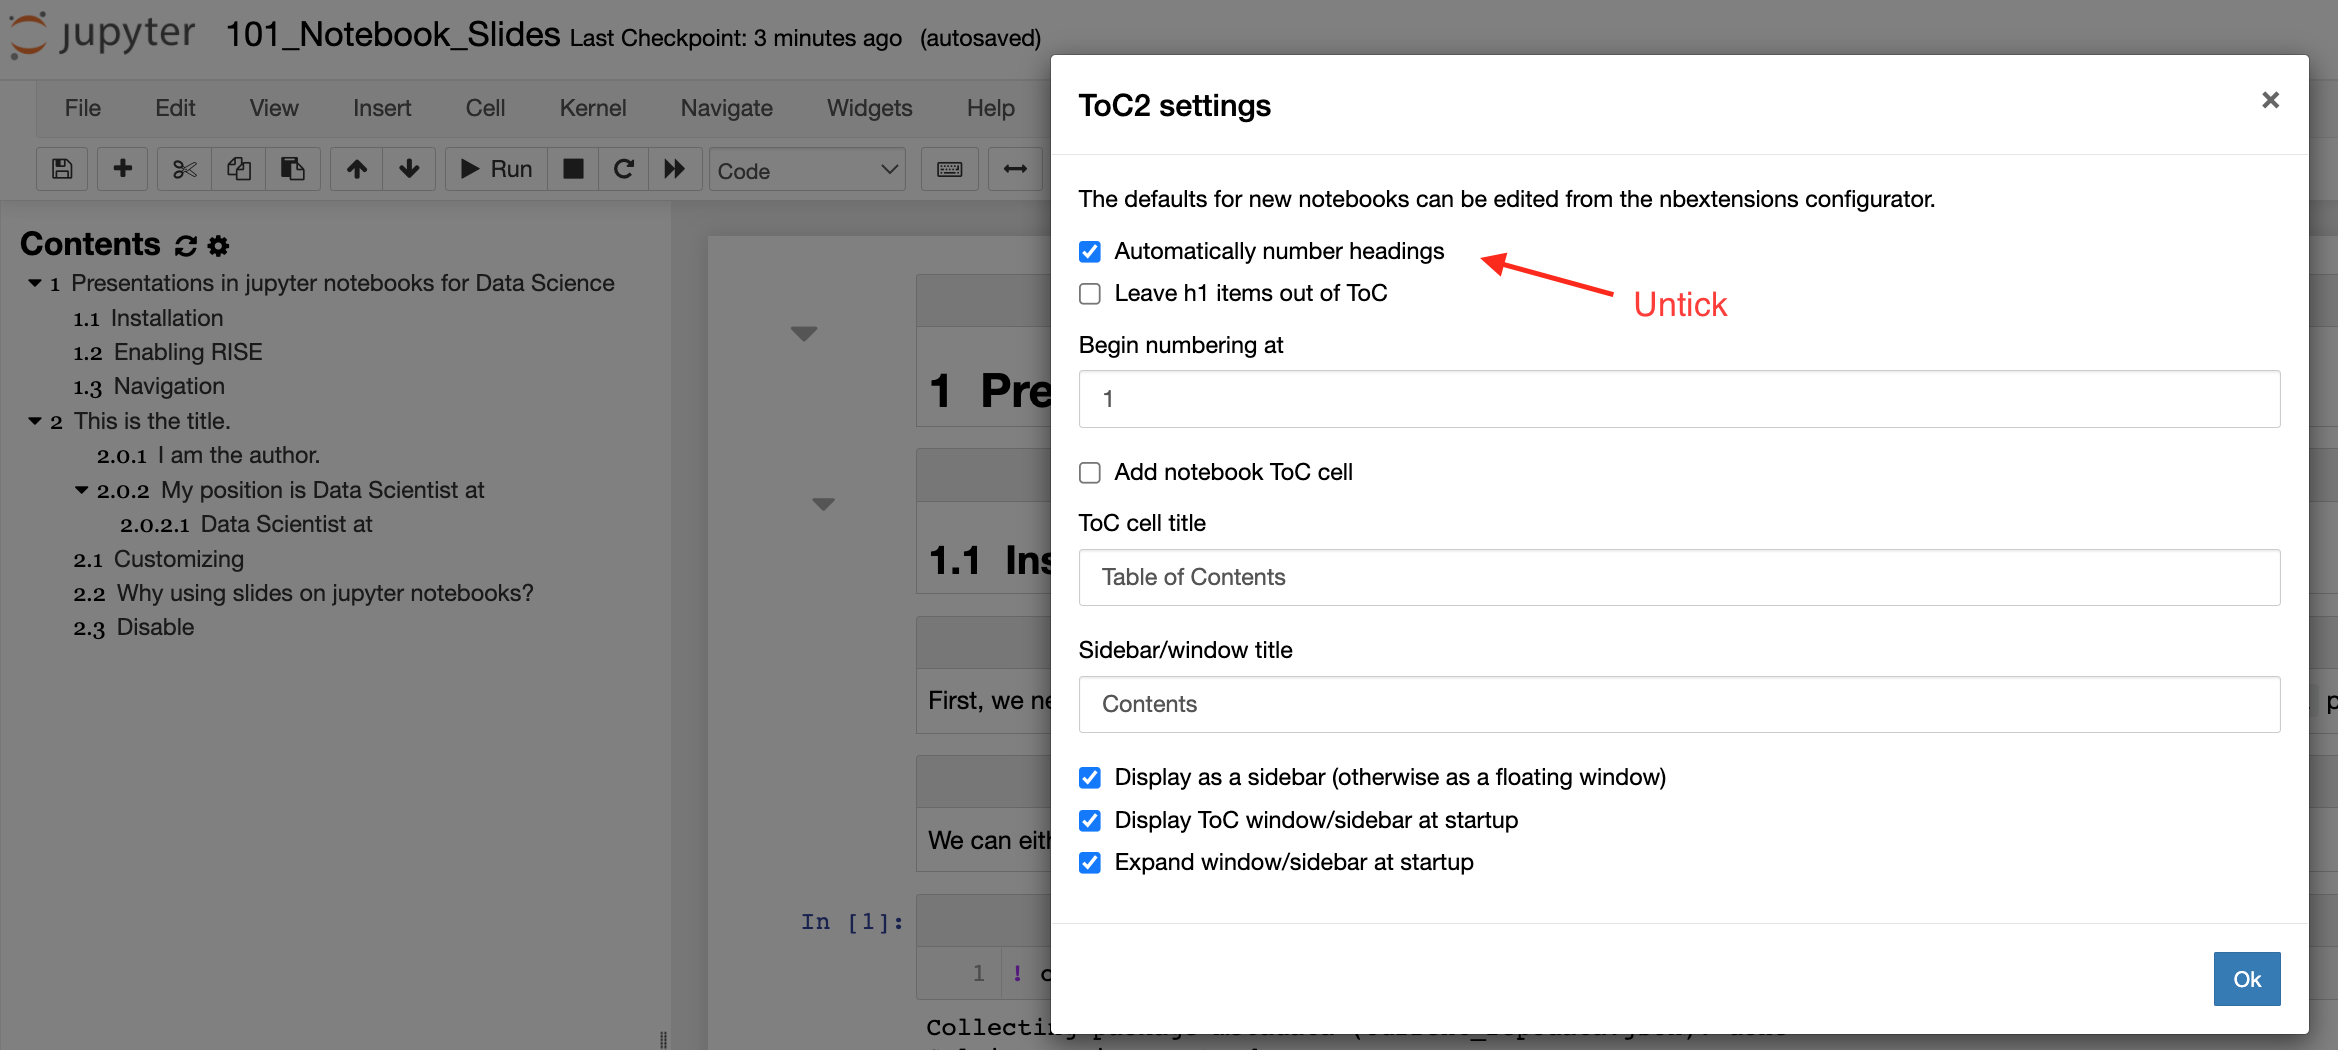 jupyter 101_Notebook_Slides Last Checkpoint: 3 minutes ago (autosaved)
File Edit View Insert Cell Kernel Navigate Widgets Help
Run Code
Contents
1 Presentations in jupyter notebooks for Data Science
1.1 Installation
1.2 Enabling RISE
1.3 Navigation
2 This is the title.
2.0.1 I am the author.
2.0.2 My position is Data Scientist at
2.0.2.1 Data Scientist at
2.1 Customizing
2.2 Why using slides on jupyter notebooks?
2.3 Disable
1 Pre
1.1 Ins
First, we ne
We can eith
In [1]:
1 ! c
ToC2 settings
The defaults for new notebooks can be edited from the nbextensions configurator.
Automatically number headings
Untick
Leave h1 items out of ToC
Begin numbering at
1
Add notebook ToC cell
ToC cell title
Table of Contents
Sidebar/window title
Contents
Display as a sidebar (otherwise as a floating window)
Display ToC window/sidebar at startup
Expand window/sidebar at startup
Ok